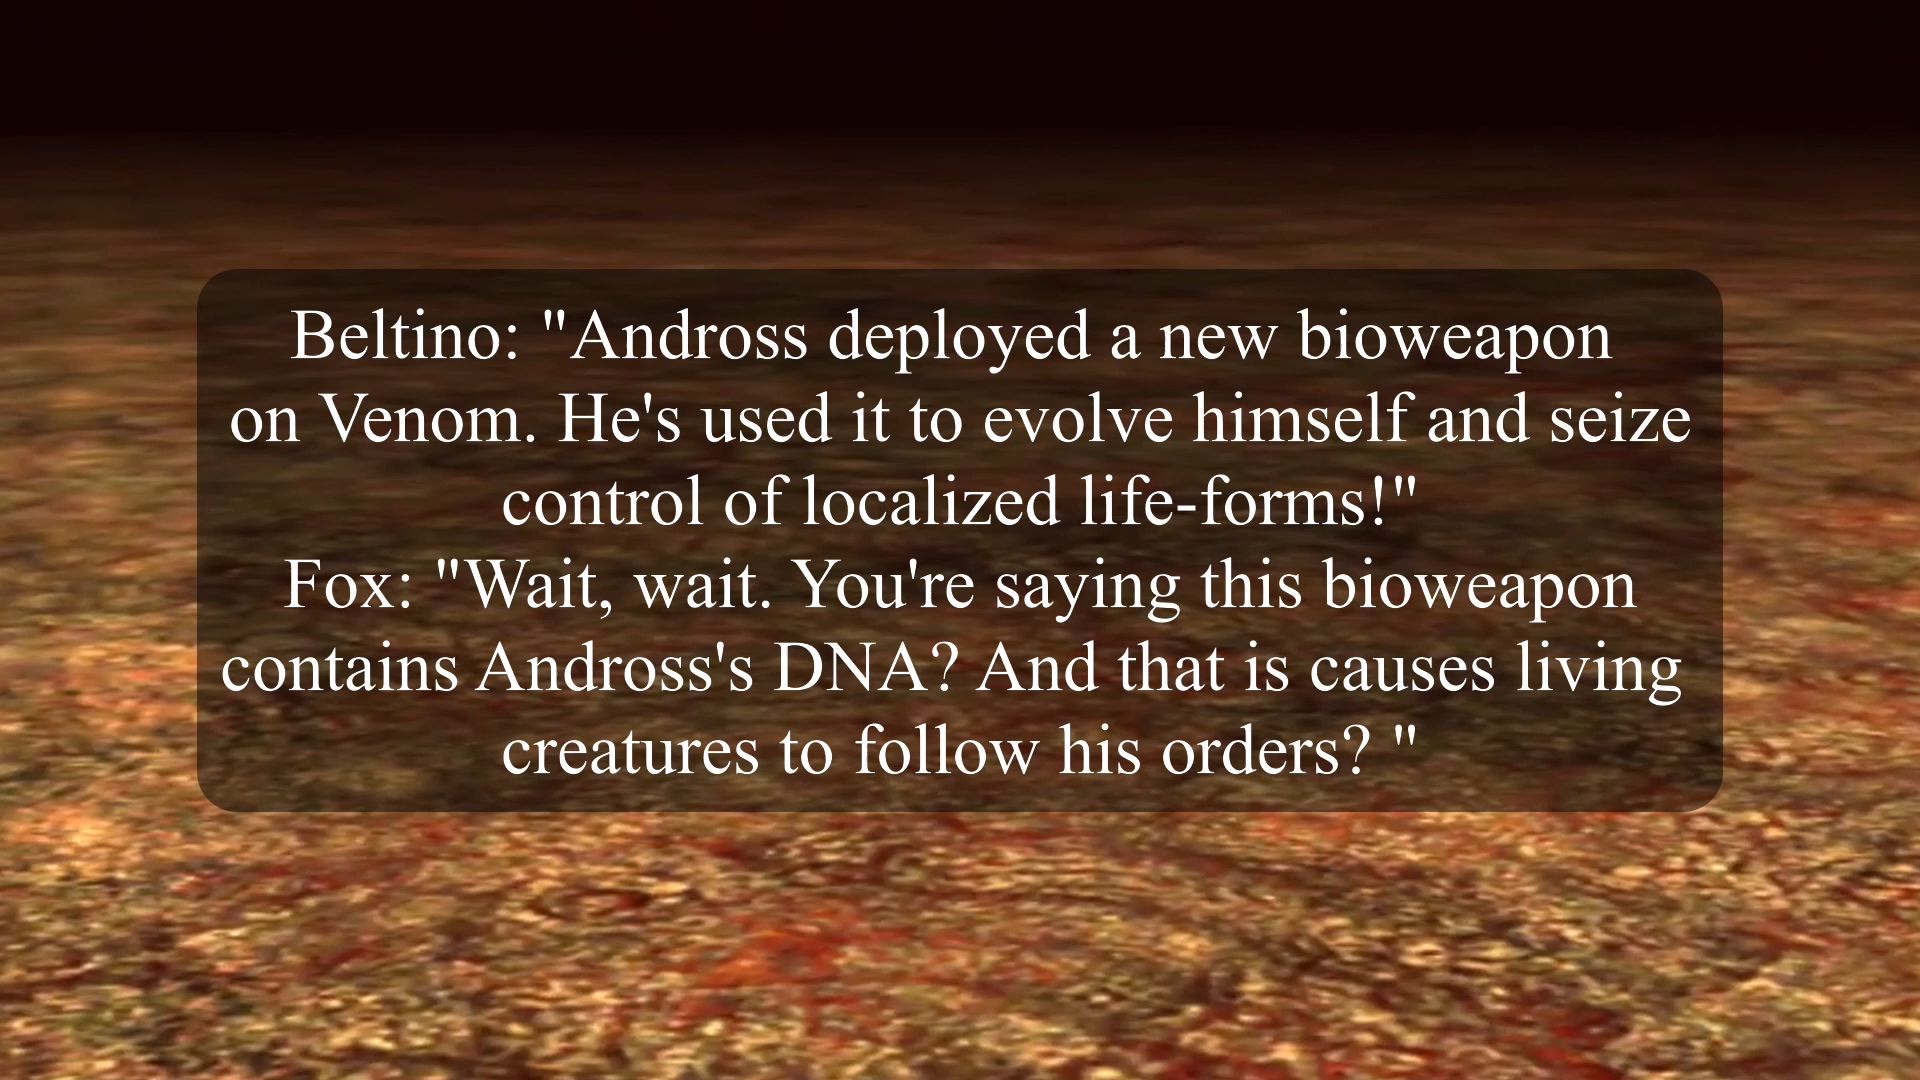 Beltino: "Andross deployed a new bioweapon
on Venom. He's used it to evolve himself and seize
control of localized life-forms!"
Fox: "Wait, wait. You're saying this bioweapon
contains Andross's DNA? And that is causes living
creatures to follow his orders? "